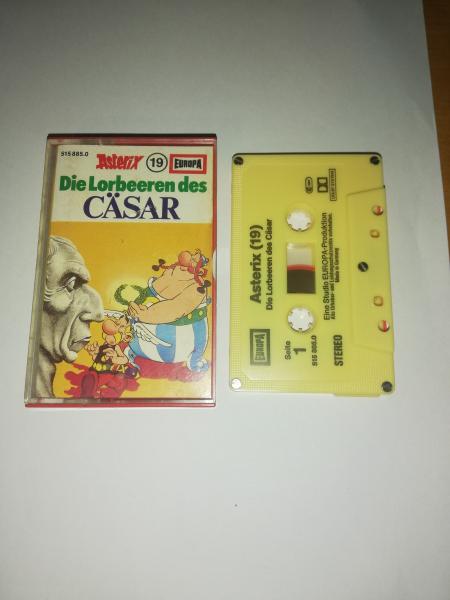 515 885.0
Asterix
19
EUROPA
Die Lorbeeren des
CÄSAR
Asterix (19)
Die Lorbeeren des Cäsar
EUROPA
Seite
1
Eine Studio EUROPA-Produktion
Made in Germany
515 885.0
STEREO